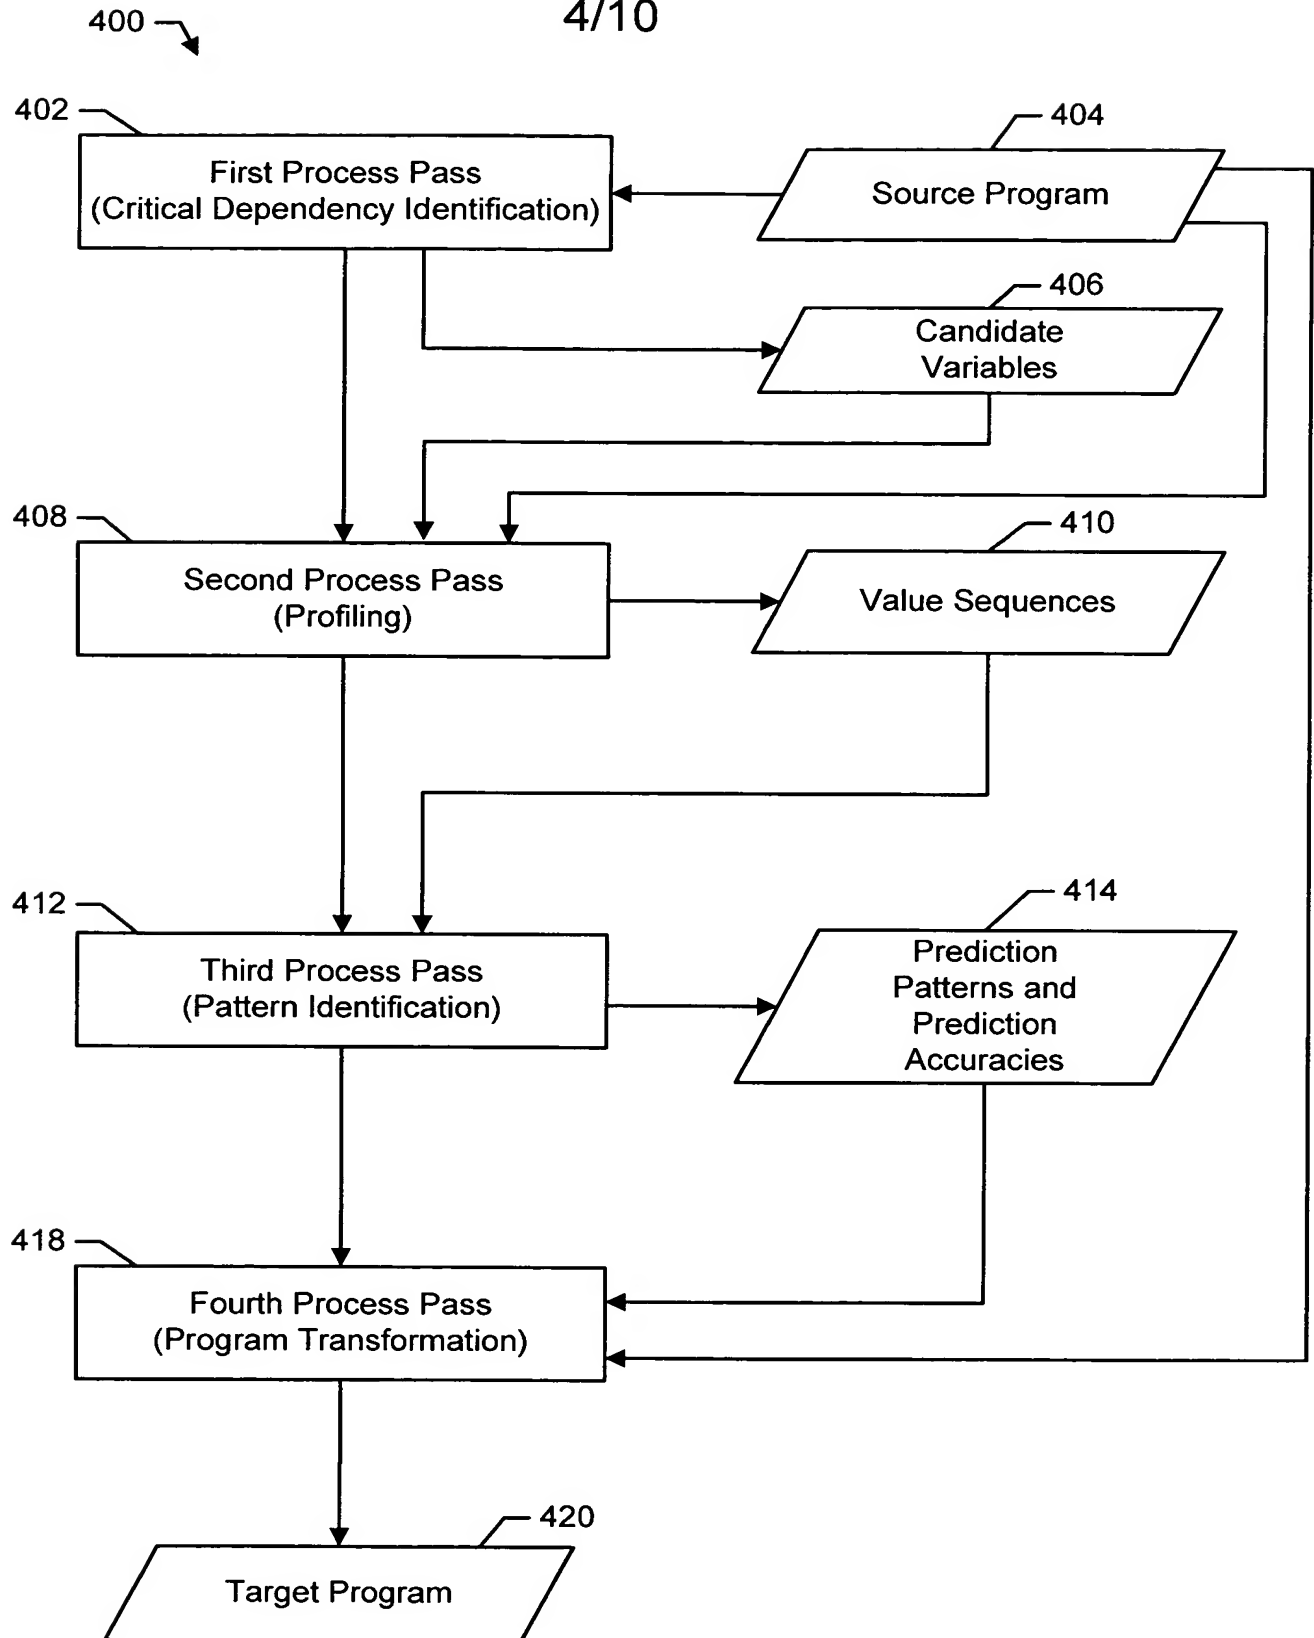 4/10
400
402
First Process Pass
(Critical Dependency Identification)
404
Source Program
406
Candidate
Variables
408
Second Process Pass
(Profiling)
410
Value Sequences
412
Third Process Pass
(Pattern Identification)
414
Prediction
Patterns and
Prediction
Accuracies
418
Fourth Process Pass
(Program Transformation)
420
Target Program